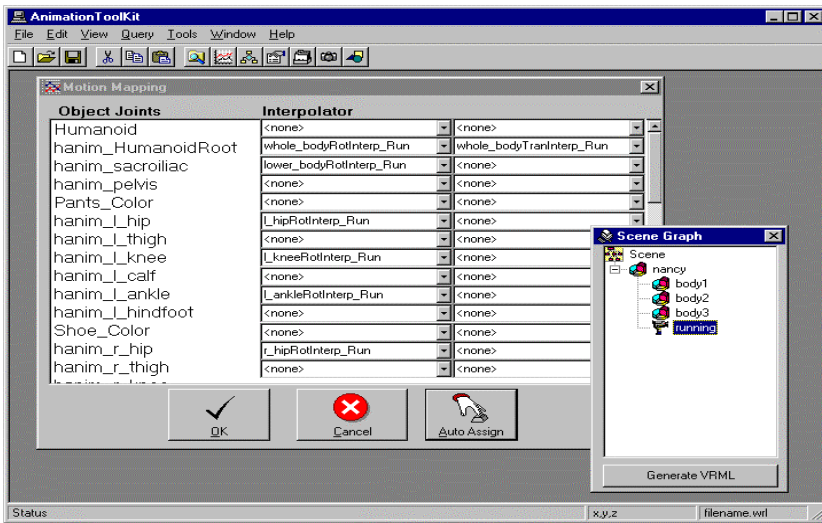 AnimationToolKit
File Edit View Query Tools Window Help
Motion Mapping
Object Joints Interpolator
Humanoid <none> <none>
hanim_HumanoidRoot whole_bodyRotInterp_Run whole_bodyTranInterp_Run
hanim_sacroiliac lower_bodyRotInterp_Run <none>
hanim_pelvis <none> <none>
Pants_Color <none> <none>
hanim_l_hip l_hipRotInterp_Run <none>
hanim_l_thigh <none> <none>
hanim_l_knee l_kneeRotInterp_Run <none>
hanim_l_calf <none> <none>
hanim_l_ankle l_ankleRotInterp_Run <none>
hanim_l_hindfoot <none> <none>
Shoe_Color <none> <none>
hanim_r_hip r_hipRotInterp_Run <none>
hanim_r_thigh <none> <none>
OK Cancel Auto Assign
Scene Graph
Scene
nancy
body1
body2
body3
running
Generate VRML
Status x,y,z filename.wrl